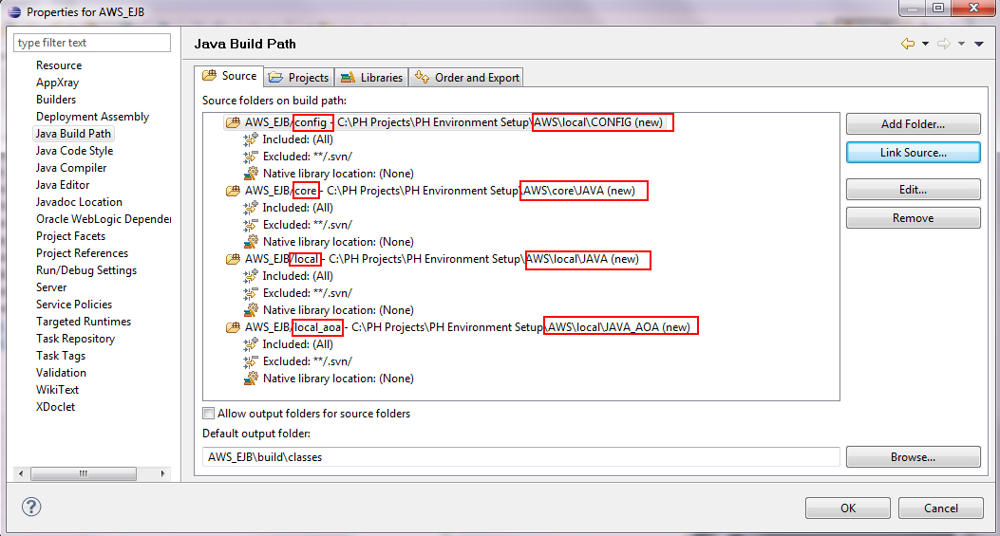 Properties for AWS_EJB
type filter text
Resource
AppXray
Builders
Deployment Assembly
Java Build Path
Java Code Style
Java Compiler
Java Editor
Javadoc Location
Oracle WebLogic Depender
Project Facets
Project References
Run/Debug Settings
Server
Service Policies
Targeted Runtimes
Task Repository
Task Tags
Validation
WikiText
XDoclet
Java Build Path
Source Projects Libraries Order and Export
Source folders on build path:
AWS_EJB/config - C:\PH Projects\PH Environment Setup\AWS\local\CONFIG (new)
Included: (All)
Excluded: **/.svn/
Native library location: (None)
AWS_EJB/core - C:\PH Projects\PH Environment Setup\AWS\core\JAVA (new)
Included: (All)
Excluded: **/.svn/
Native library location: (None)
AWS_EJB/local - C:\PH Projects\PH Environment Setup\AWS\local\JAVA (new)
Included: (All)
Excluded: **/.svn/
Native library location: (None)
AWS_EJB/local_aoa - C:\PH Projects\PH Environment Setup\AWS\local\JAVA_AOA (new)
Included: (All)
Excluded: **/.svn/
Native library location: (None)
Add Folder...
Link Source...
Edit...
Remove
Allow output folders for source folders
Default output folder:
AWS_EJB\build\classes
Browse...
OK
Cancel